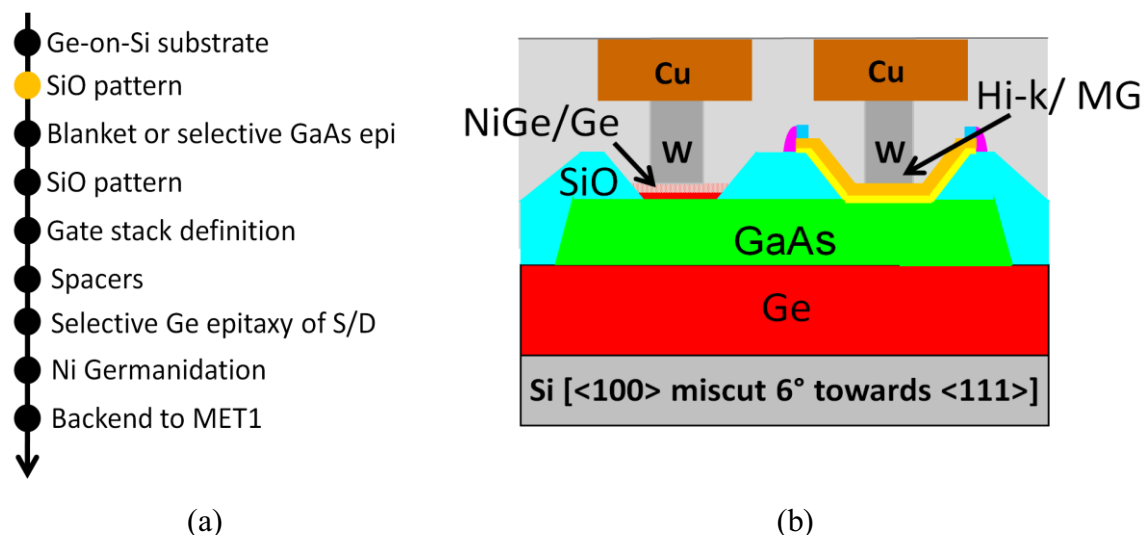 Ge-on-Si substrate
SiO pattern
Blanket or selective GaAs epi
SiO pattern
Gate stack definition
Spacers
Selective Ge epitaxy of S/D
Ni Germanidation
Backend to MET1
(a)
Cu
Cu
Hi-k/ MG
NiGe/Ge
W
W
SiO
GaAs
Ge
Si [<100> miscut 6° towards <111>]
(b)